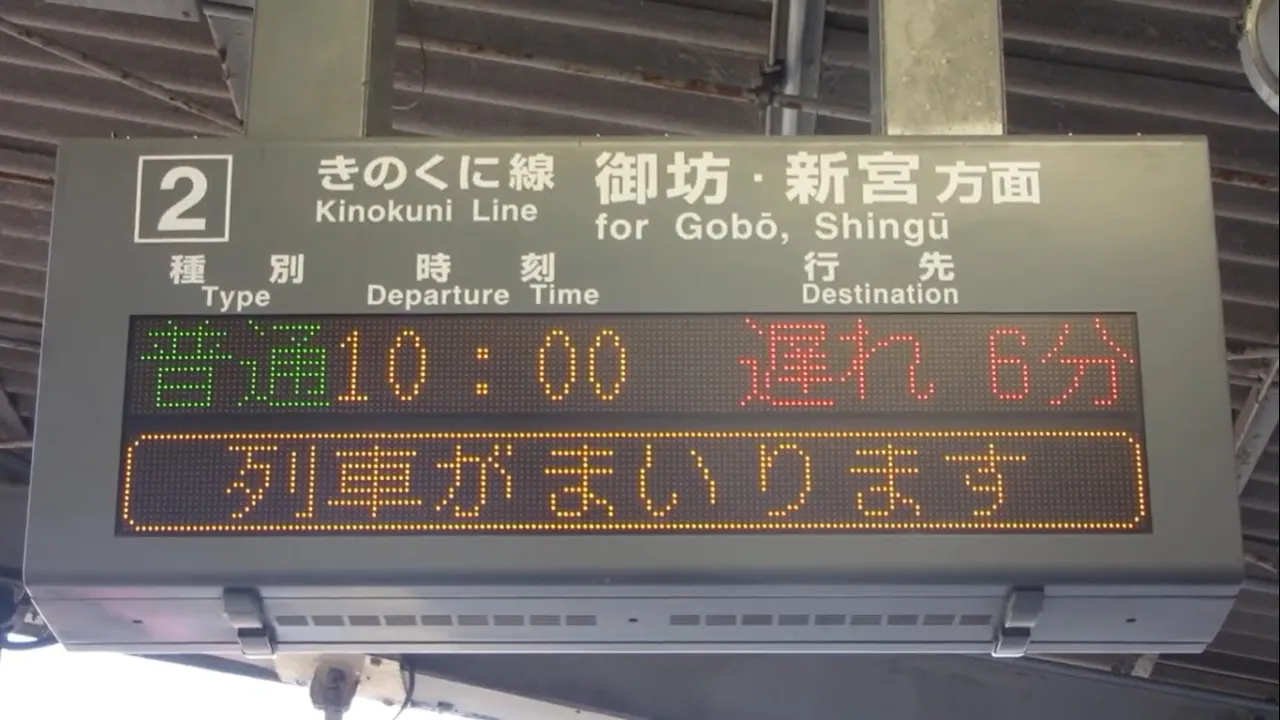 2 きのくに線 御坊・新宮方面
Kinokuni Line for Gobō, Shingū
種別 時刻 行先
Type Departure Time Destination
普通 10:00 遅れ 6分
列車がまいります